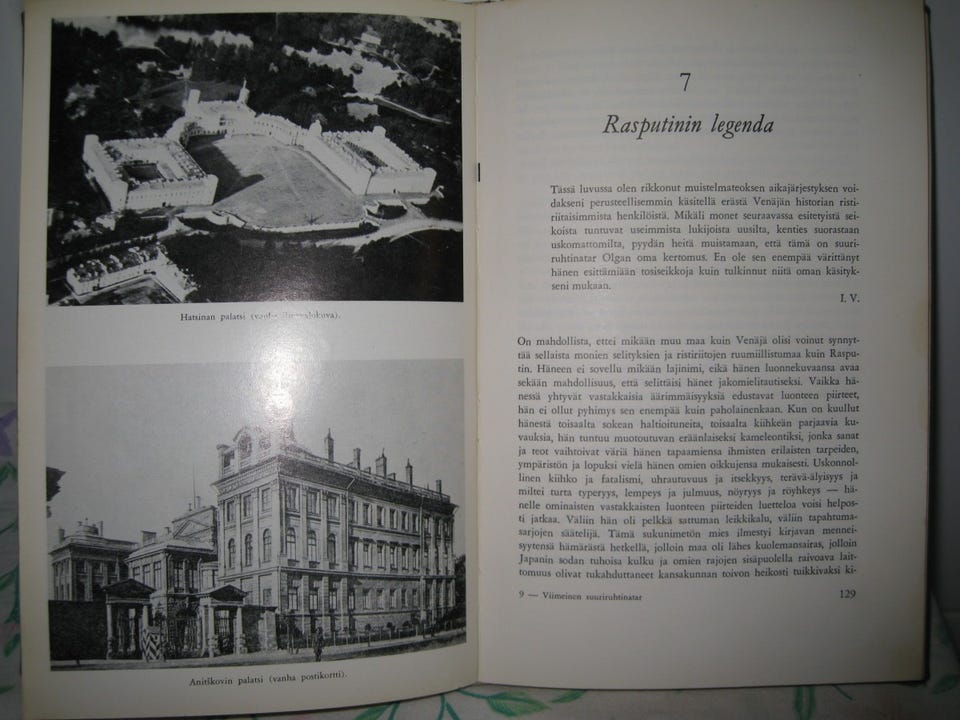 Hatsinan palatsi (vanha ilmavalokuva).
Anitškovin palatsi (vanha postikortti).
7
Rasputinin legenda
Tässä luvussa olen rikkonut muistelmateoksen aikajärjestyksen voi-
dakseni perusteellisemmin käsitellä erästä Venäjän historian risti-
riitaisimmista henkilöistä. Mikäli monet seuraavassa esitetyistä sei-
koista tuntuvat useimmista lukijoista uusilta, kenties suorastaan
uskomattomilta, pyydän heitä muistamaan, että tämä on suuri-
ruhtinatar Olgan oma kertomus. En ole sen enempää värittänyt
hänen esittämiään tosiseikkoja kuin tulkinnut niitä oman käsityk-
seni mukaan.
I. V.
On mahdollista, ettei mikään muu maa kuin Venäjä olisi voinut synnyt-
tää sellaista monien selityksien ja ristiriitojen ruumiillistumaa kuin Raspu-
tin. Häneen ei sovellu mikään lajinimi, eikä hänen luonnekuvaansa avaa
sekään mahdollisuus, että selittäisi hänet jakomielitautiseksi. Vaikka hä-
nessä yhtyvät vastakkaisia äärimmäisyyksiä edustavat luonteen piirteet,
hän ei ollut pyhimys sen enempää kuin paholainenkaan. Kun on kuullut
hänestä toisaalta sokean haltioituneita, toisaalta kiihkeän parjaavia ku-
vauksia, hän tuntuu muotoutuvan eräänlaiseksi kameleontiksi, jonka sanat
ja teot vaihtoivat väriä hänen tapaamiensa ihmisten erilaisten tarpeiden,
ympäristön ja lopuksi vielä hänen omien oikkujensa mukaisesti. Uskonnol-
linen kiihko ja fatalismi, uhrautuvuus ja itsekkyys, terävä-älyisyys ja
miltei turta typeryys, lempeys ja julmuus, nöyryys ja röyhkeys — hä-
nelle ominaisten vastakkaisten luonteen piirteiden luetteloa voisi helpos-
ti jatkaa. Väliin hän oli pelkkä sattuman leikkikalu, väliin tapahtuma-
sarjojen säätelijä. Tämä sukunimetön mies ilmestyi kirjavan mennei-
syytensä hämärästä hetkellä, jolloin maa oli lähes kuolemansairas, jolloin
Japanin sodan tuhoisa kulku ja omien rajojen sisäpuolella raivoava lait-
tomuus olivat tukahduttaneet kansakunnan toivon heikosti tuikkivaksi ki-
9 — Viimeinen suuriruhtinatar
129